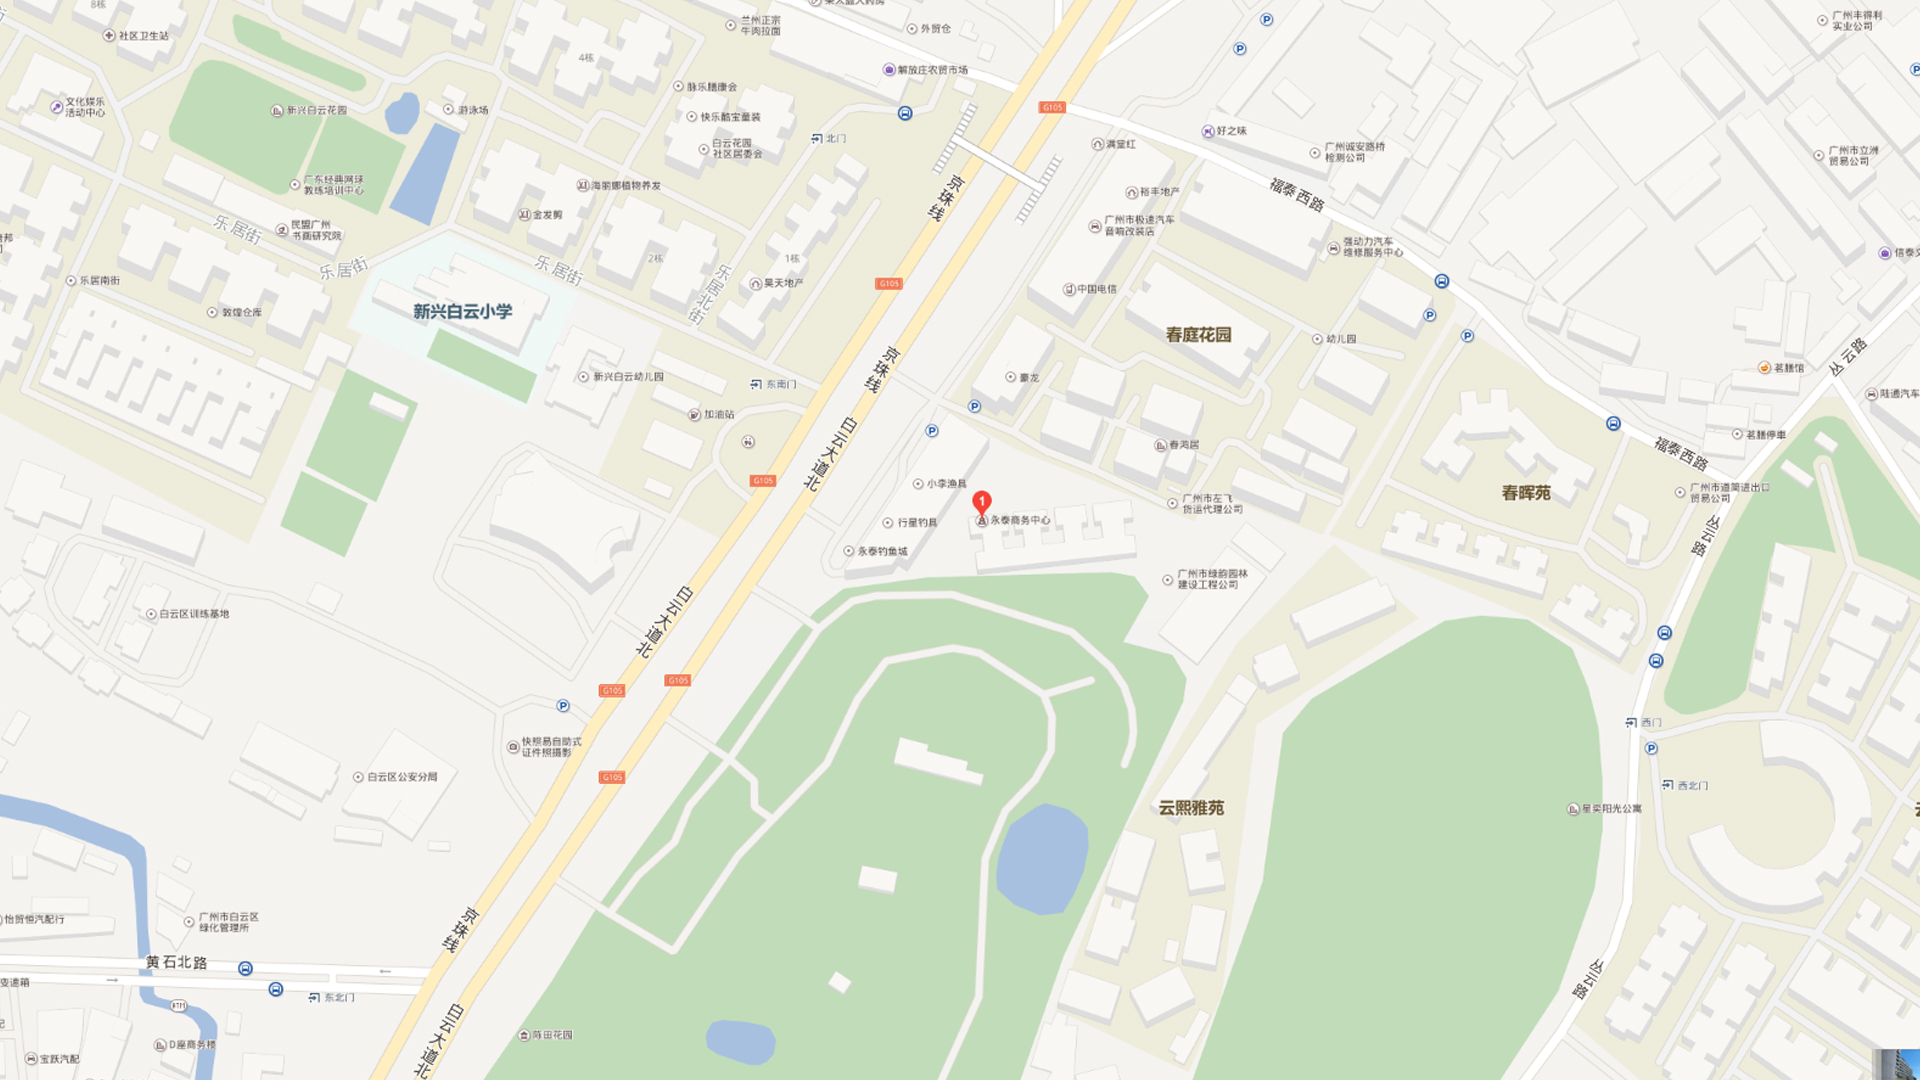 8栋
社区卫生站
兰州正宗
牛肉拉面
外贸仓
广州丰得利
实业公司
4栋
解放庄农贸市场
脉乐膳康会
文化娱乐
活动中心
新兴白云花园
游泳场
G105
快乐酷宝童装
北门
好之味
满堂红
白云花园
社区居委会
广州诚安路桥
检测公司
广州市立洲
贸易公司
广东经典网球
教练培训中心
海丽娜植物养发
京珠线
裕丰地产
福泰西路
金发剪
广州市极速汽车
音响改装店
乐居街
民盟广州
书画研究院
强动力汽车
维修服务中心
信泰文
乐居街
乐居街
2栋
1栋
乐居北街
乐居南街
昊天地产
G105
中国电信
敦煌仓库
新兴白云小学
春庭花园
幼儿园
丛云路
京珠线
茗膳馆
新兴白云幼儿园
东南门
豪龙
陆通汽车
加油站
白云大道北
春鸿居
茗膳停車
福泰西路
G105
小李渔具
春晖苑
广州市道简进出口
贸易公司
1
永泰商务中心
广州市左飞
货运代理公司
行星钓具
丛云路
永泰钓鱼城
广州市绿韵园林
建设工程公司
白云区训练基地
白云大道北
G105
G105
西门
快照易自助式
证件照摄影
白云区公安分局
G105
西北门
云熙雅苑
星奕阳光公寓
怡贸恒汽配行
广州市白云区
绿化管理所
京珠线
黄石北路
变速箱
东北门
丛云路
白云大道北
陈田花园
D座商务楼
宝跃汽配